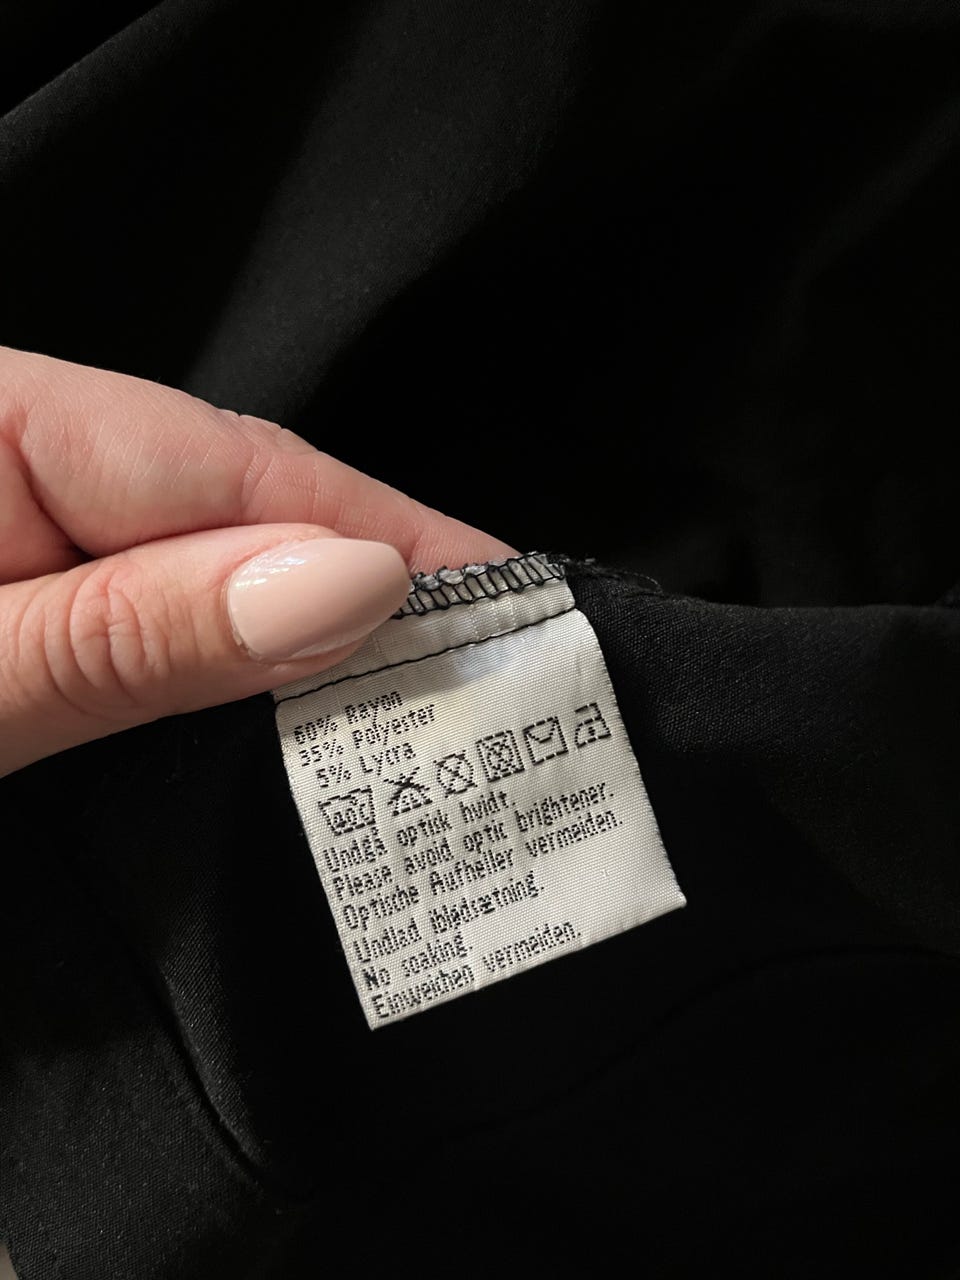 60% Rayon
35% Polyester
5% Lycra
40°
Undgå optisk hvidt.
Please avoid optic brightener.
Optische Aufheller vermeiden.
Undlad iblødsætning.
No soaking.
Einweichen vermeiden.